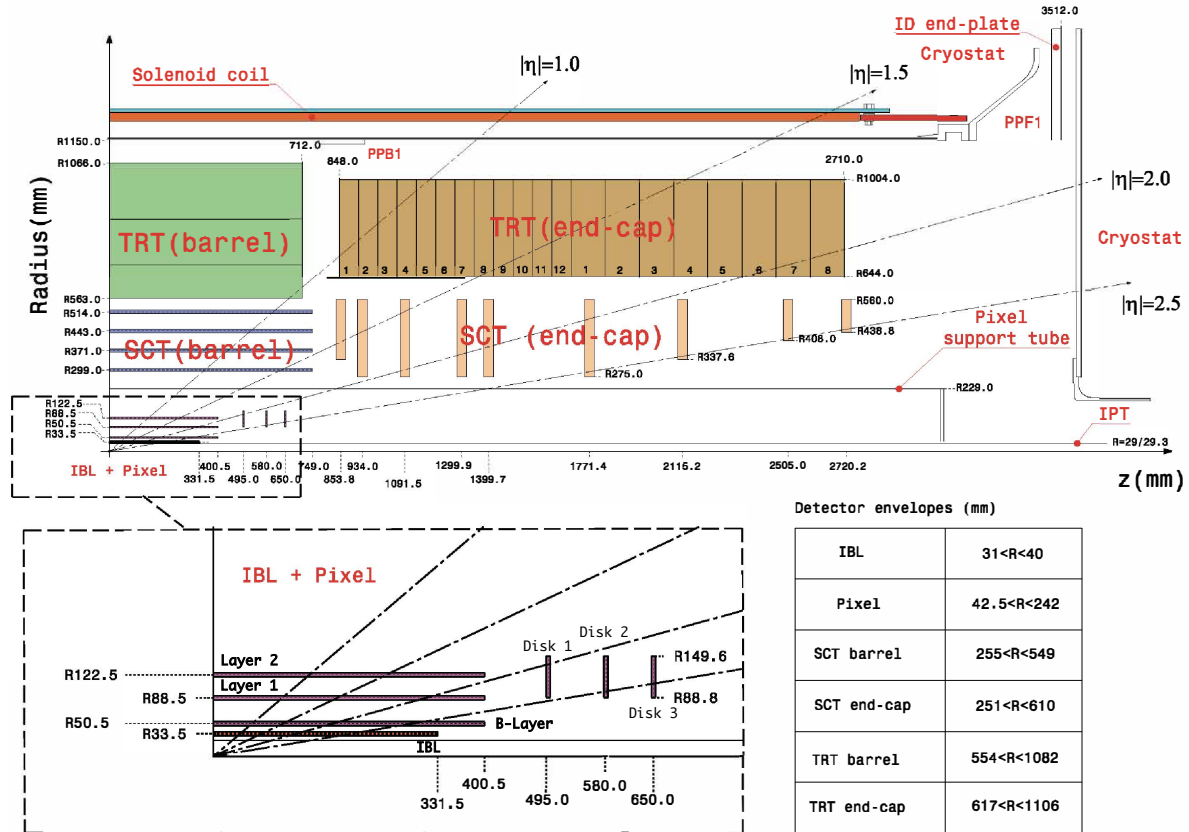 3512.0
ID end-plate
Cryostat
|η|=1.0
|η|=1.5
Solenoid coil
PPF1
R1150.0
712.0
PPB1
R1066.0
848.0
2710.0
R1004.0
|η|=2.0
Radius(mm)
TRT(barrel)
TRT(end-cap)
Cryostat
1 2 3 4 5 6 7 8 9 10 11 12 1 2 3 4 5 6 7 8
R644.0
R563.0
R560.0
|η|=2.5
R514.0
Pixel
support tube
R443.0
R438.8
SCT(barrel)
SCT (end-cap)
R408.0
R371.0
R337.6
R299.0
R275.0
R229.0
R122.5
R88.5
R50.5
R33.5
IPT
R=29/29.3
IBL + Pixel
400.5
580.0
749.0
934.0
1299.9
1771.4
2115.2
2505.0
2720.2
331.5
495.0
650.0
853.8
1091.5
1399.7
z(mm)
Detector envelopes (mm)
IBL 31<R<40
Pixel 42.5<R<242
SCT barrel 255<R<549
SCT end-cap 251<R<610
TRT barrel 554<R<1082
TRT end-cap 617<R<1106
IBL + Pixel
Disk 2
Disk 1
Layer 2
R149.6
R122.5
Layer 1
R88.5
R88.8
Disk 3
R50.5
B-Layer
R33.5
IBL
400.5
580.0
331.5
495.0
650.0